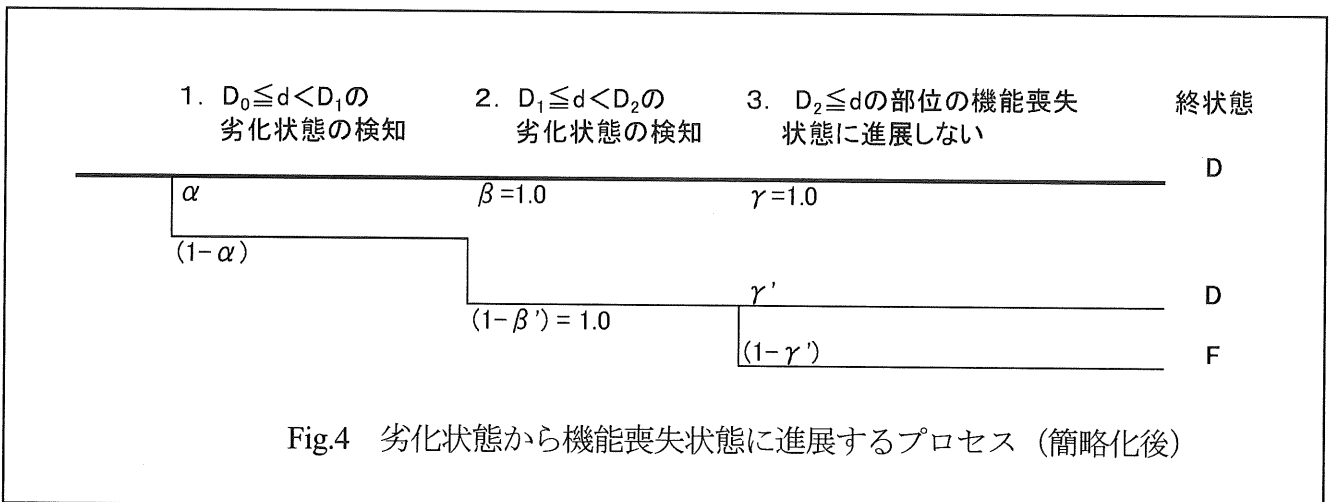 1. D₀≦d<D₁の
劣化状態の検知
2. D₁≦d<D₂の
劣化状態の検知
3. D₂≦dの部位の機能喪失
状態に進展しない
終状態
D
α
β=1.0
γ=1.0
(1-α)
γ'
D
(1-β')= 1.0
(1-γ')
F
Fig.4 劣化状態から機能喪失状態に進展するプロセス（簡略化後）